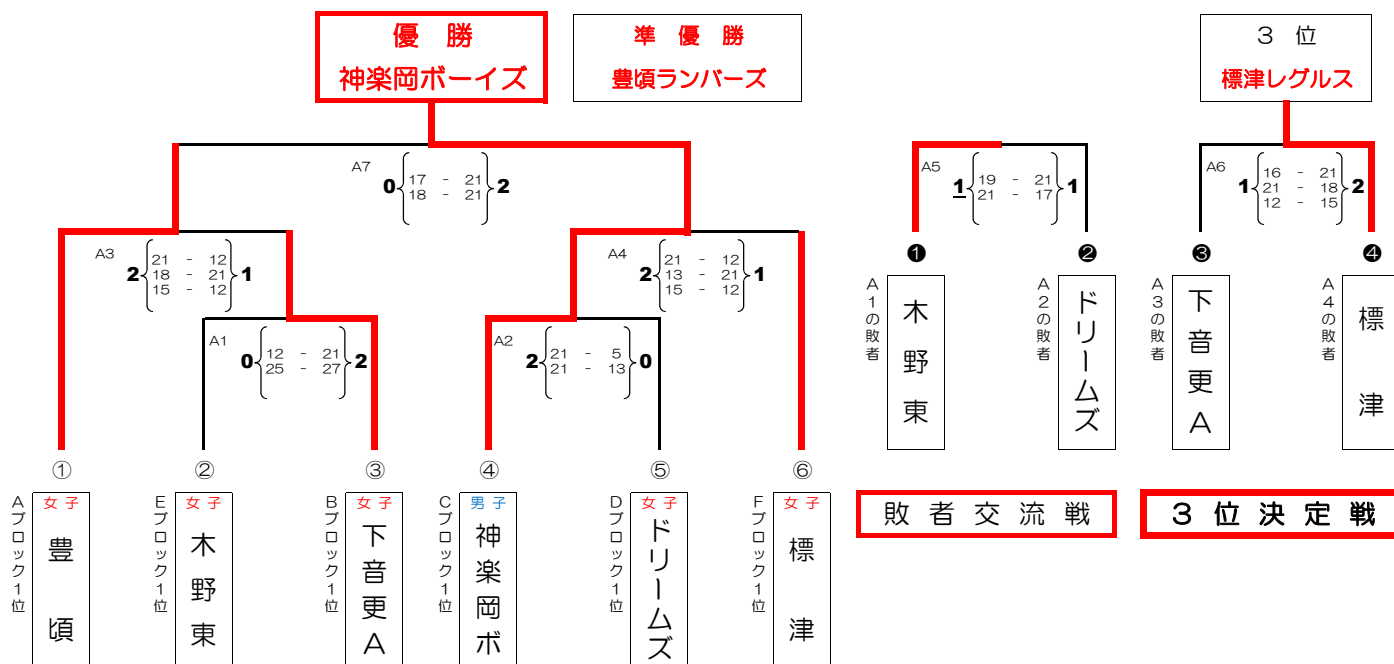 優 勝
神楽岡ボーイズ
準 優 勝
豊頃ランバーズ
3 位
標津レグルス
A7
0 17 - 21 2
18 - 21
A5
1 19 - 21 1
21 - 17
A6
1 16 - 21 2
21 - 18
12 - 15
A3
2 21 - 12 1
18 - 21
15 - 12
A4
2 21 - 12 1
13 - 21
15 - 12
A1
0 12 - 21 2
25 - 27
A2
2 21 - 5 0
21 - 13
❶
A1の敗者
木野東
❷
A2の敗者
ドリームズ
❸
A3の敗者
下音更A
❹
A4の敗者
標津
敗者交流戦
3位決定戦
①
Aブロック1位
女子
豊頃
②
Eブロック1位
女子
木野東
③
Bブロック1位
女子
下音更A
④
Cブロック1位
男子
神楽岡ボ
⑤
Dブロック1位
女子
ドリームズ
⑥
Fブロック1位
女子
標津